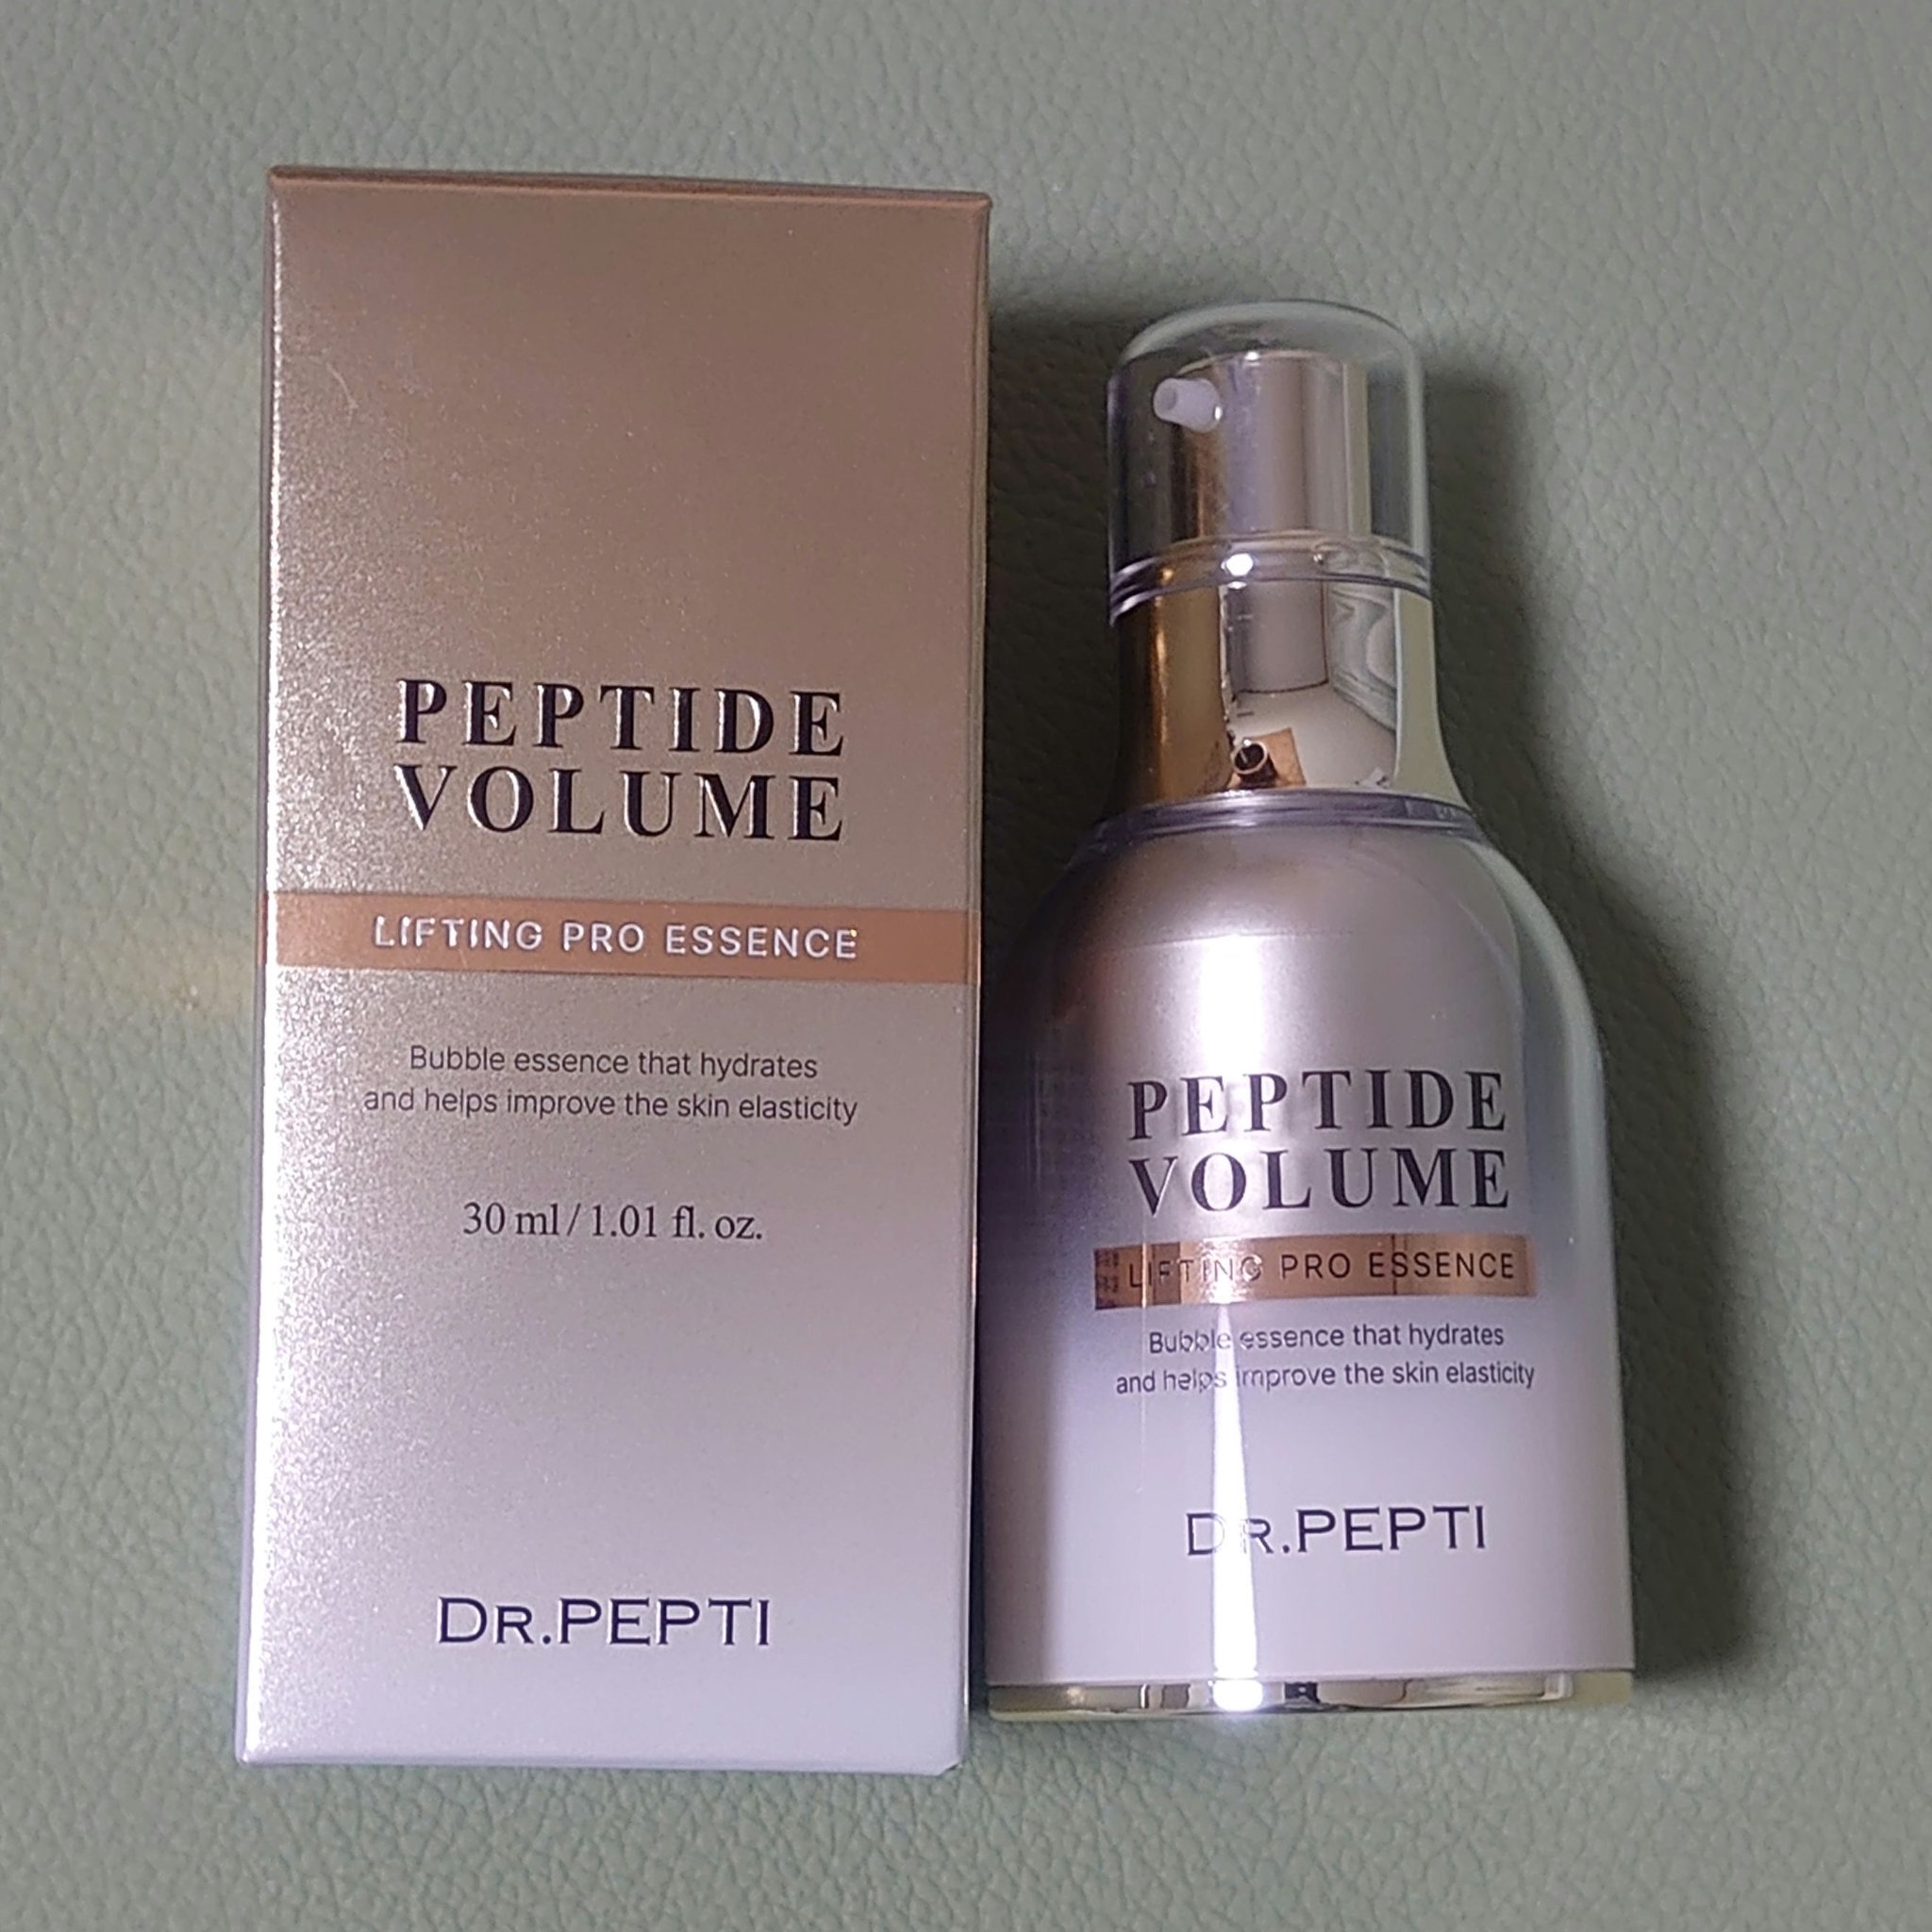 PEPTIDE
VOLUME
LIFTING PRO ESSENCE
Bubble essence that hydrates
and helps improve the skin elasticity
30 ml / 1.01 fl. oz.
DR.PEPTI
PEPTIDE
VOLUME
LIFTING PRO ESSENCE
Bubble essence that hydrates
and helps improve the skin elasticity
DR.PEPTI